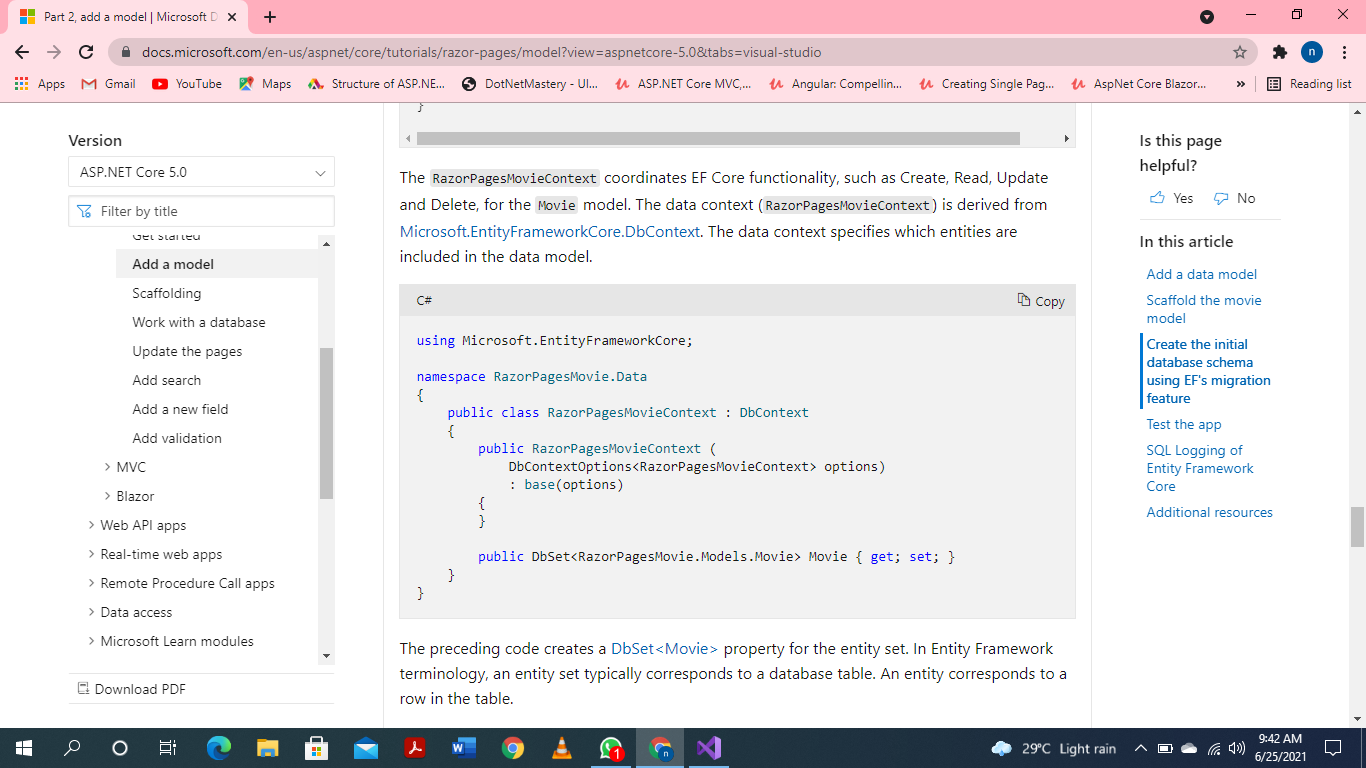 Part 2, add a model | Microsoft D
docs.microsoft.com/en-us/aspnet/core/tutorials/razor-pages/model?view=aspnetcore-5.0&tabs=visual-studio
n
Apps
Gmail
YouTube
Maps
Structure of ASP.NE...
DotNetMastery - Ul...
ASP.NET Core MVC,...
Angular: Compellin...
Creating Single Pag...
AspNet Core Blazor...
»
Reading list
Version
ASP.NET Core 5.0
Filter by title
Get started
Add a model
Scaffolding
Work with a database
Update the pages
Add search
Add a new field
Add validation
MVC
Blazor
Web API apps
Real-time web apps
Remote Procedure Call apps
Data access
Microsoft Learn modules
Download PDF
}
The RazorPagesMovieContext coordinates EF Core functionality, such as Create, Read, Update
and Delete, for the Movie model. The data context (RazorPagesMovieContext) is derived from
Microsoft.EntityFrameworkCore.DbContext. The data context specifies which entities are
included in the data model.
C#
Copy
using Microsoft.EntityFrameworkCore;
namespace RazorPagesMovie.Data
{
public class RazorPagesMovieContext : DbContext
{
public RazorPagesMovieContext (
DbContextOptions<RazorPagesMovieContext> options)
: base(options)
{
}
public DbSet<RazorPagesMovie.Models.Movie> Movie { get; set; }
}
}
The preceding code creates a DbSet<Movie> property for the entity set. In Entity Framework
terminology, an entity set typically corresponds to a database table. An entity corresponds to a
row in the table.
Is this page
helpful?
Yes
No
In this article
Add a data model
Scaffold the movie
model
Create the initial
database schema
using EF's migration
feature
Test the app
SQL Logging of
Entity Framework
Core
Additional resources
1
n
29°C Light rain
9:42 AM
6/25/2021